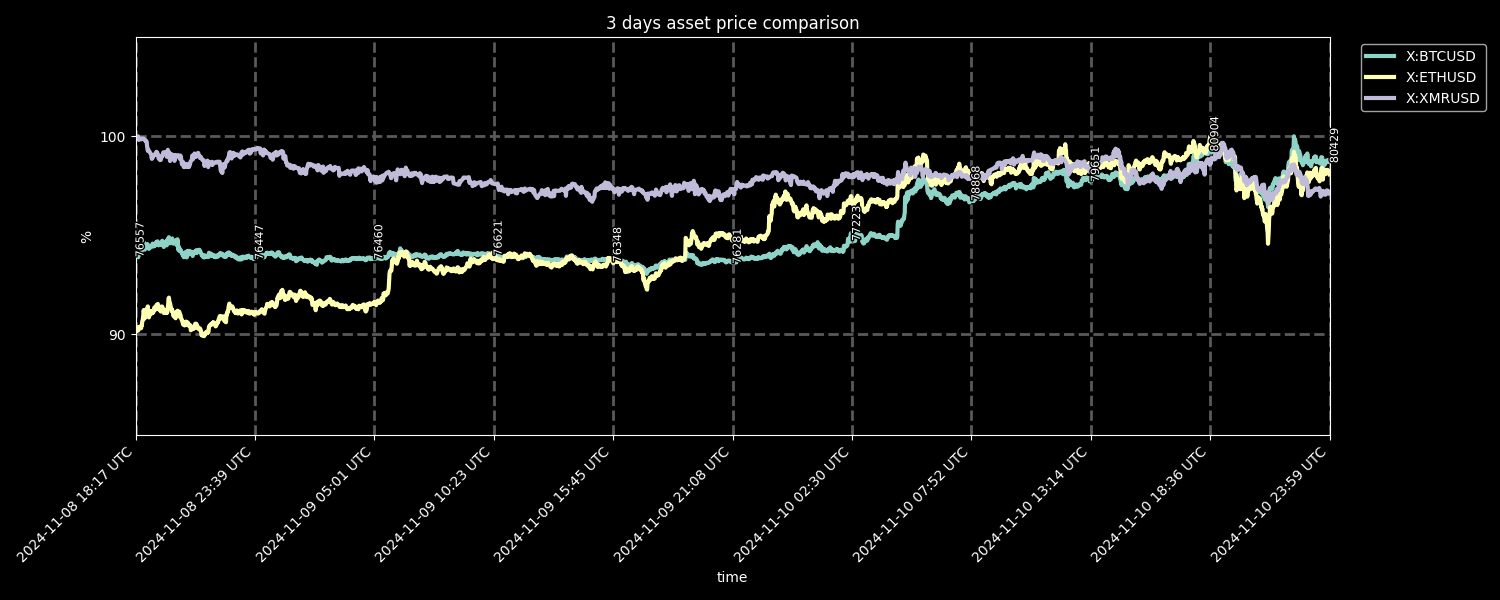 3 days asset price comparison
X:BTCUSD
X:ETHUSD
X:XMRUSD
100
90
%
76557
76447
76460
76621
76348
76281
77223
78868
79651
80904
80429
2024-11-08 18:17 UTC
2024-11-08 23:39 UTC
2024-11-09 05:01 UTC
2024-11-09 10:23 UTC
2024-11-09 15:45 UTC
2024-11-09 21:08 UTC
2024-11-10 02:30 UTC
2024-11-10 07:52 UTC
2024-11-10 13:14 UTC
2024-11-10 18:36 UTC
2024-11-10 23:59 UTC
time